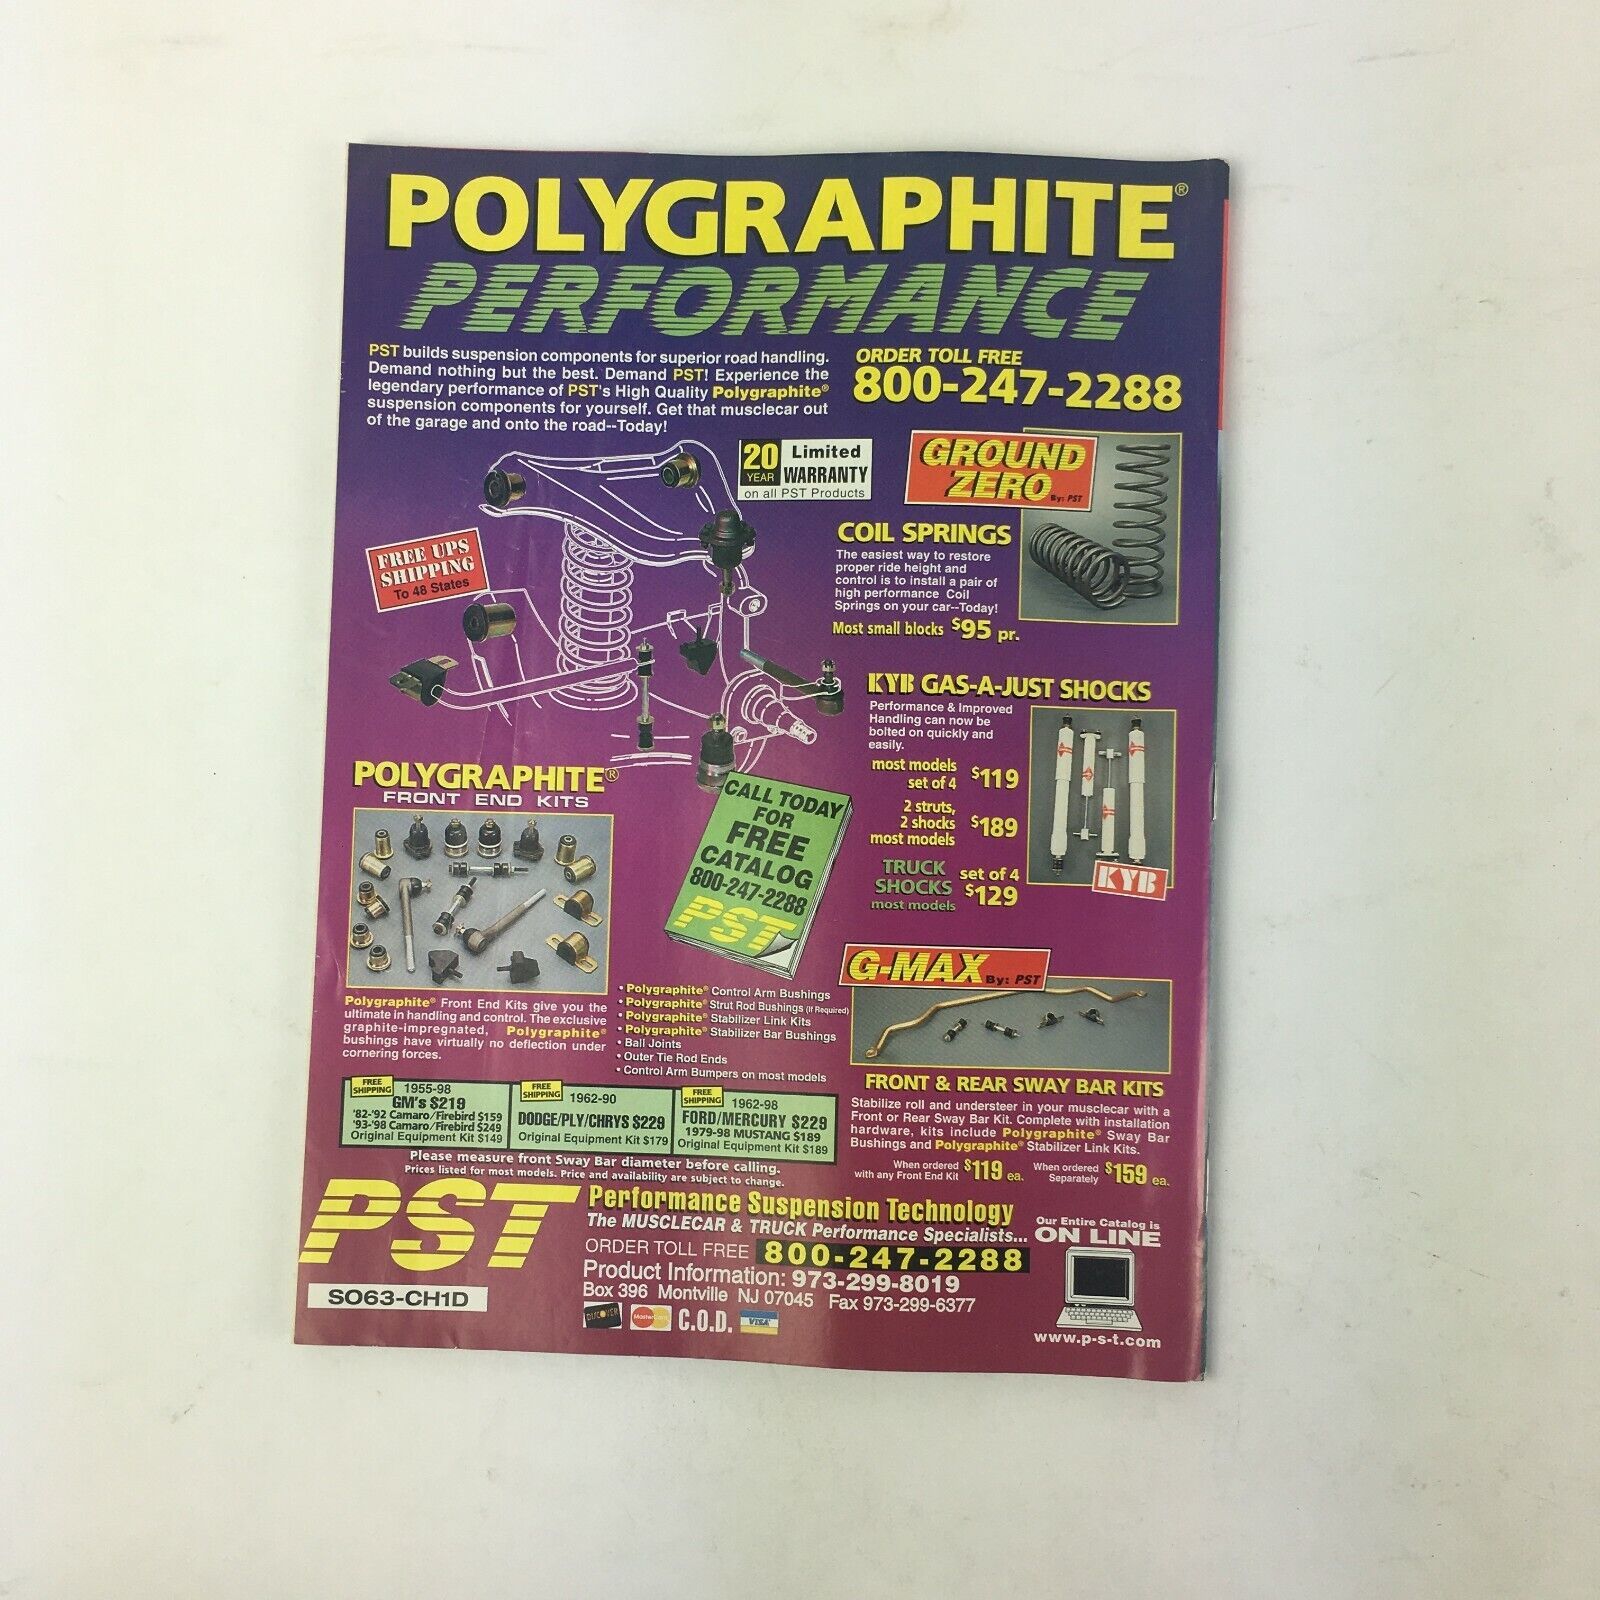 POLYGRAPHITE®
PERFORMANCE
PST builds suspension components for superior road handling.
Demand nothing but the best. Demand PST! Experience the
legendary performance of PST's High Quality Polygraphite®
suspension components for yourself. Get that musclecar out
of the garage and onto the road--Today!
ORDER TOLL FREE
800-247-2288
20 YEAR Limited WARRANTY
on all PST Products
FREE UPS
SHIPPING
To 48 States
GROUND
ZERO By: PST
COIL SPRINGS
The easiest way to restore
proper ride height and
control is to install a pair of
high performance Coil
Springs on your car--Today!
Most small blocks $95 pr.
KYB GAS-A-JUST SHOCKS
Performance & Improved
Handling can now be
bolted on quickly and
easily.
most models
set of 4 $119
2 struts,
2 shocks $189
most models
TRUCK
SHOCKS
most models
set of 4
$129
KYB
POLYGRAPHITE®
FRONT END KITS
CALL TODAY
FOR
FREE
CATALOG
800-247-2288
PST
Polygraphite® Front End Kits give you the
ultimate in handling and control. The exclusive
graphite-impregnated, Polygraphite®
bushings have virtually no deflection under
cornering forces.
• Polygraphite® Control Arm Bushings
• Polygraphite® Strut Rod Bushings (If Required)
• Polygraphite® Stabilizer Link Kits
• Polygraphite® Stabilizer Bar Bushings
• Ball Joints
• Outer Tie Rod Ends
• Control Arm Bumpers on most models
G-MAX By: PST
FRONT & REAR SWAY BAR KITS
Stabilize roll and understeer in your musclecar with a
Front or Rear Sway Bar Kit. Complete with installation
hardware, kits include Polygraphite® Sway Bar
Bushings and Polygraphite® Stabilizer Link Kits.
When ordered
with any Front End Kit $119 ea.
When ordered
Separately $159 ea.
FREE
SHIPPING
1955-98
GM's $219
'82-'92 Camaro/Firebird $159
'93-'98 Camaro/Firebird $249
Original Equipment Kit $149
FREE
SHIPPING
1962-90
DODGE/PLY/CHRYS $229
Original Equipment Kit $179
FREE
SHIPPING
1962-98
FORD/MERCURY $229
1979-98 MUSTANG $189
Original Equipment Kit $189
Please measure front Sway Bar diameter before calling.
Prices listed for most models. Price and availability are subject to change.
PST
Performance Suspension Technology
The MUSCLECAR & TRUCK Performance Specialists...
ORDER TOLL FREE 800-247-2288
Product Information: 973-299-8019
Box 396 Montville NJ 07045 Fax 973-299-6377
DISCOVER MasterCard C.O.D. VISA
SO63-CH1D
Our Entire Catalog is
ON LINE
www.p-s-t.com